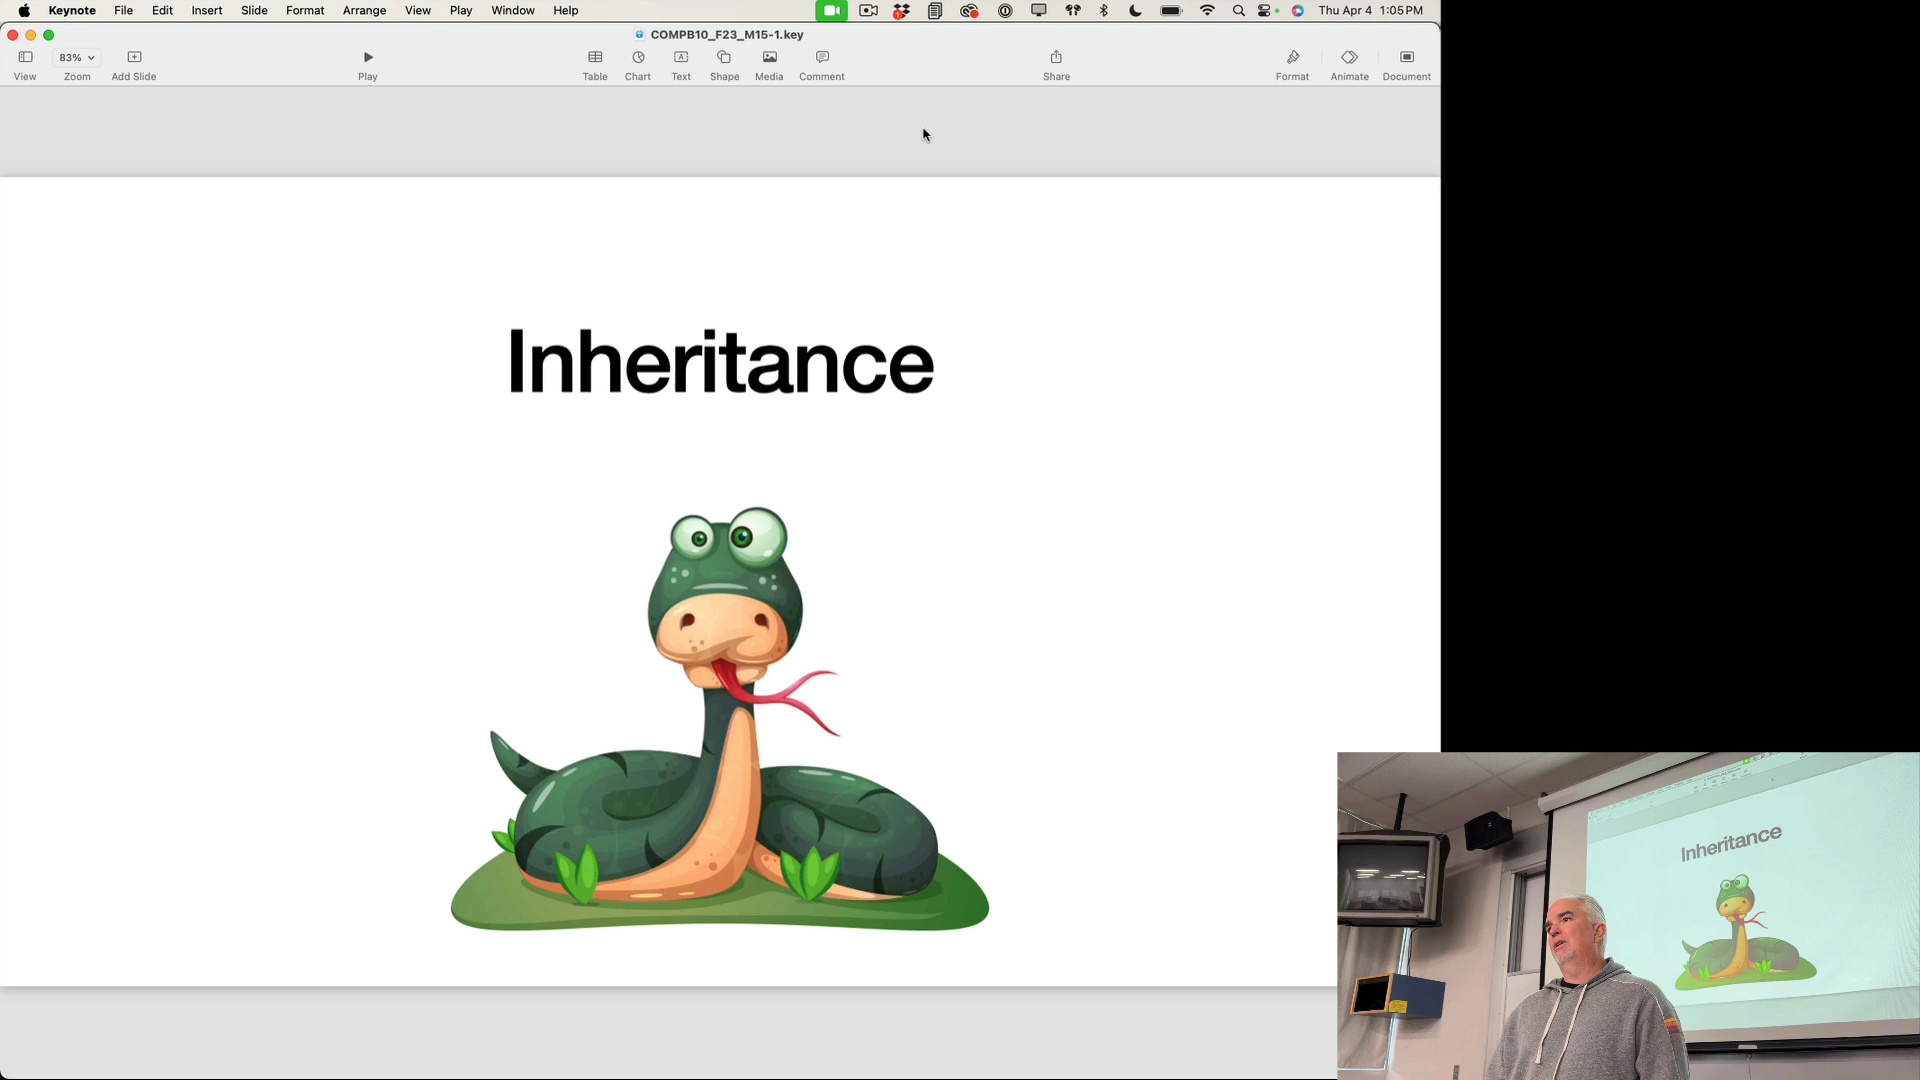 Keynote File Edit Insert Slide Format Arrange View Play Window Help Thu Apr 4 1:05 PM
COMPB10_F23_M15-1.key
83%
View Zoom Add Slide Play Table Chart Text Shape Media Comment Share Format Animate Document
Inheritance
Inheritance